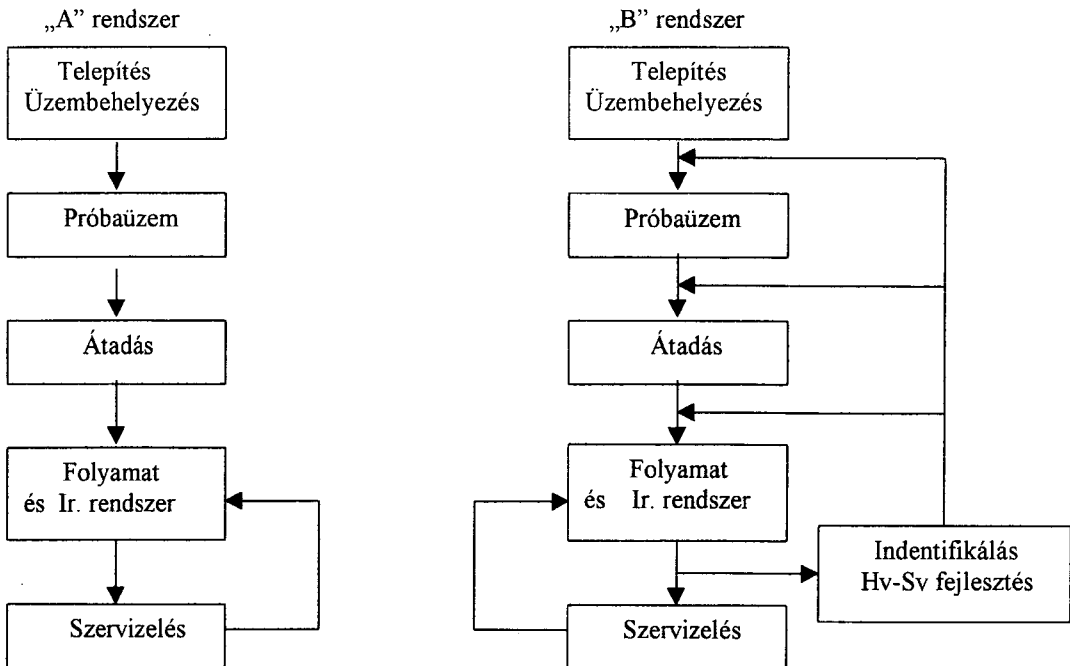 „A” rendszer
Telepítés
Üzembehelyezés
Próbaüzem
Átadás
Folyamat
és Ir. rendszer
Szervizelés
„B” rendszer
Telepítés
Üzembehelyezés
Próbaüzem
Átadás
Folyamat
és Ir. rendszer
Szervizelés
Indentifikálás
Hv-Sv fejlesztés